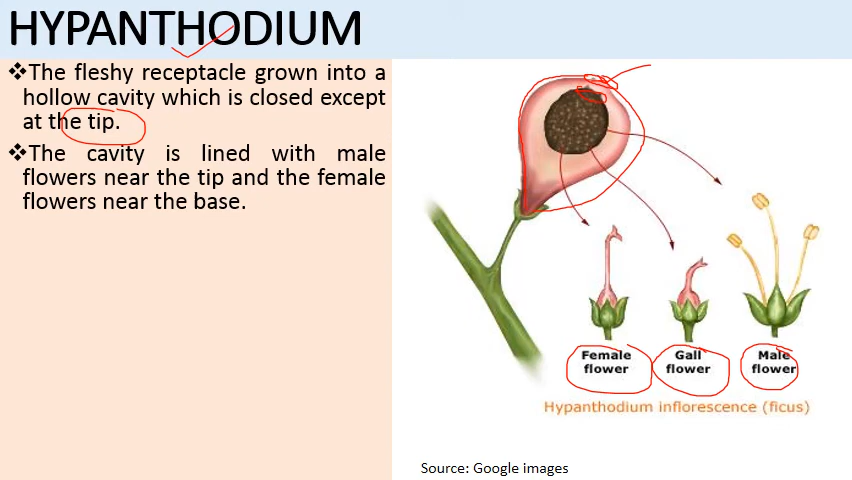 HYPANTHODIUM
❖The fleshy receptacle grown into a
hollow cavity which is closed except
at the tip.
❖The cavity is lined with male
flowers near the tip and the female
flowers near the base.
Female
flower
Gall
flower
Male
flower
Hypanthodium inflorescence (ficus)
Source: Google images